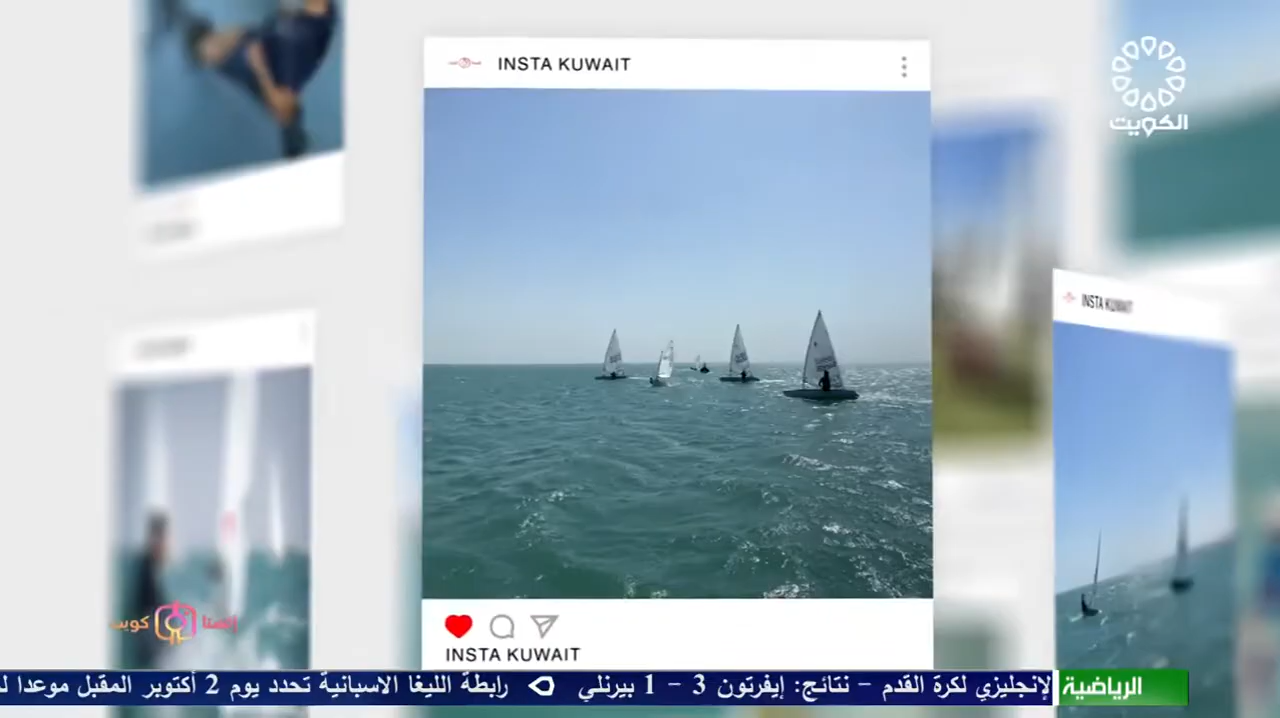 INSTA KUWAIT
الكويت
INSTA KUWAIT
إنستا كويت
INSTA KUWAIT
الرياضية
لإنجليزي لكرة القدم – نتائج: إيفرتون 3 – 1 بيرنلي
رابطة الليغا الاسبانية تحدد يوم 2 أكتوبر المقبل موعدا